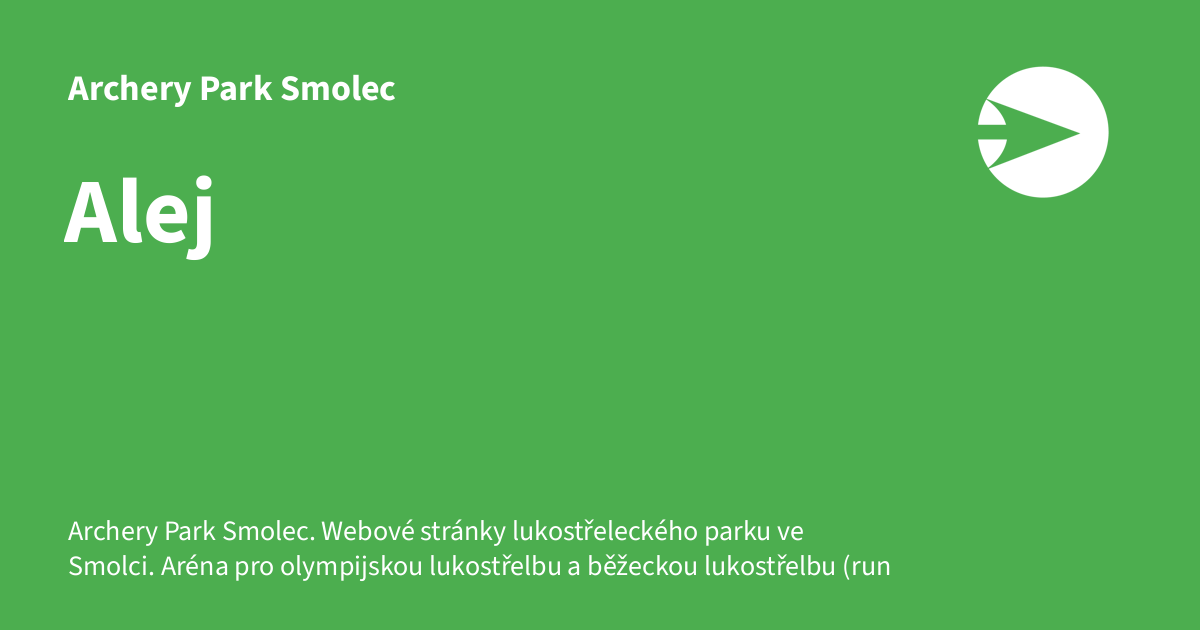 Archery Park Smolec
Alej
Archery Park Smolec. Webové stránky lukostřeleckého parku ve
Smolci. Aréna pro olympijskou lukostřelbu a běžeckou lukostřelbu (run